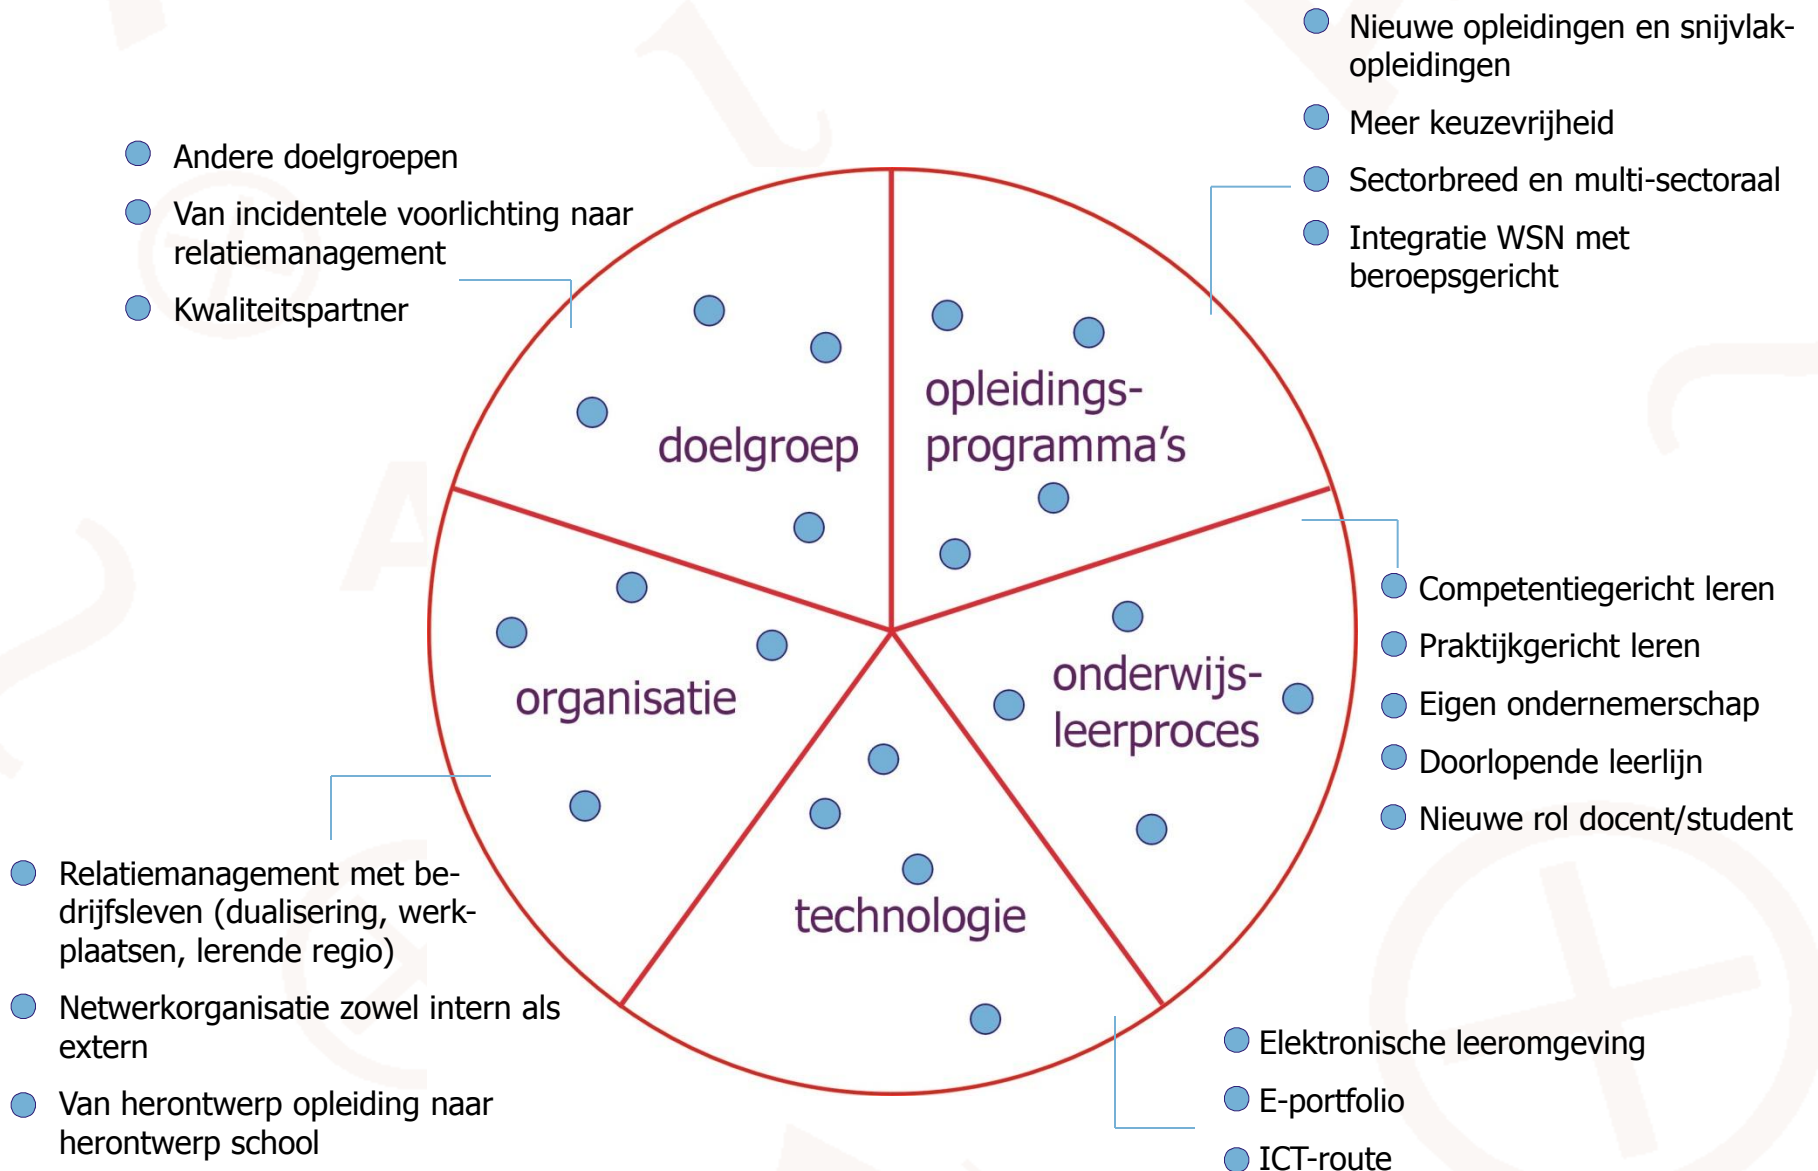 Nieuwe opleidingen en snijvlak-
opleidingen
Meer keuzevrijheid
Sectorbreed en multi-sectoraal
Integratie WSN met
beroepsgericht
Andere doelgroepen
Van incidentele voorlichting naar
relatiemanagement
Kwaliteitspartner
doelgroep
opleidings-
programma's
onderwijs-
leerproces
organisatie
technologie
Competentiegericht leren
Praktijkgericht leren
Eigen ondernemerschap
Doorlopende leerlijn
Nieuwe rol docent/student
Relatiemanagement met be-
drijfsleven (dualisering, werk-
plaatsen, lerende regio)
Netwerkorganisatie zowel intern als
extern
Van herontwerp opleiding naar
herontwerp school
Elektronische leeromgeving
E-portfolio
ICT-route